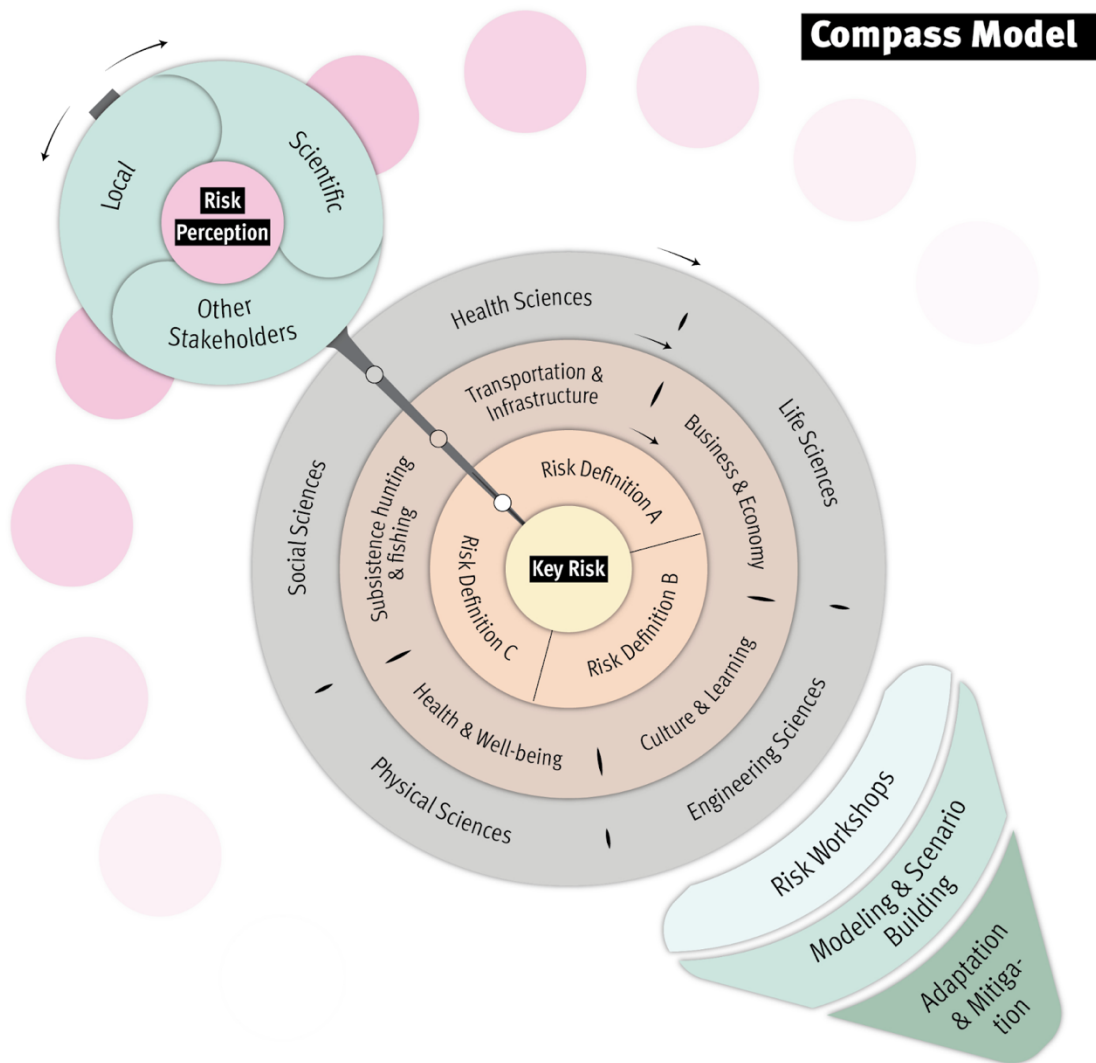 Compass Model
Local
Scientific
Risk
Perception
Other
Stakeholders
Health Sciences
Life Sciences
Engineering Sciences
Physical Sciences
Social Sciences
Transportation &
Infrastructure
Business & Economy
Culture & Learning
Health & Well-being
Subsistence hunting
& fishing
Risk Definition A
Risk Definition B
Risk Definition C
Key Risk
Risk Workshops
Modeling & Scenario
Building
Adaptation
& Mitiga-
tion